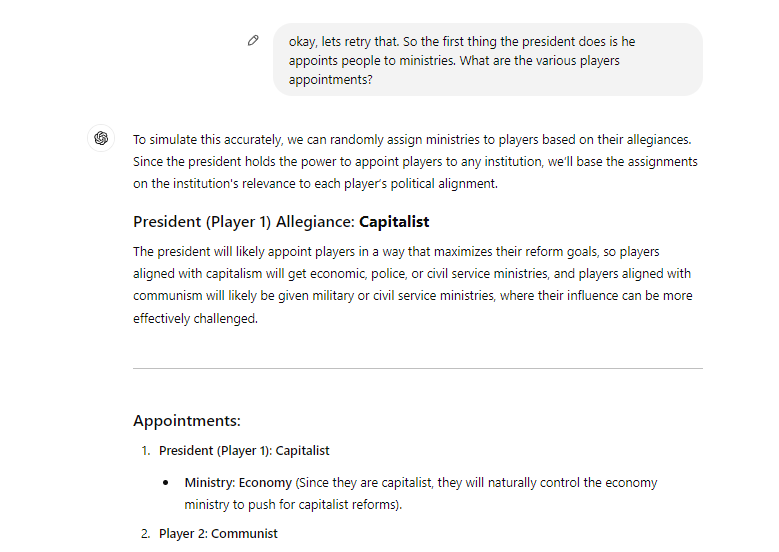 okay, lets retry that. So the first thing the president does is he
appoints people to ministries. What are the various players
appointments?
To simulate this accurately, we can randomly assign ministries to players based on their allegiances.
Since the president holds the power to appoint players to any institution, we'll base the assignments
on the institution's relevance to each player's political alignment.
President (Player 1) Allegiance: Capitalist
The president will likely appoint players in a way that maximizes their reform goals, so players
aligned with capitalism will get economic, police, or civil service ministries, and players aligned with
communism will likely be given military or civil service ministries, where their influence can be more
effectively challenged.
Appointments:
1. President (Player 1): Capitalist
• Ministry: Economy (Since they are capitalist, they will naturally control the economy
ministry to push for capitalist reforms).
2. Player 2: Communist